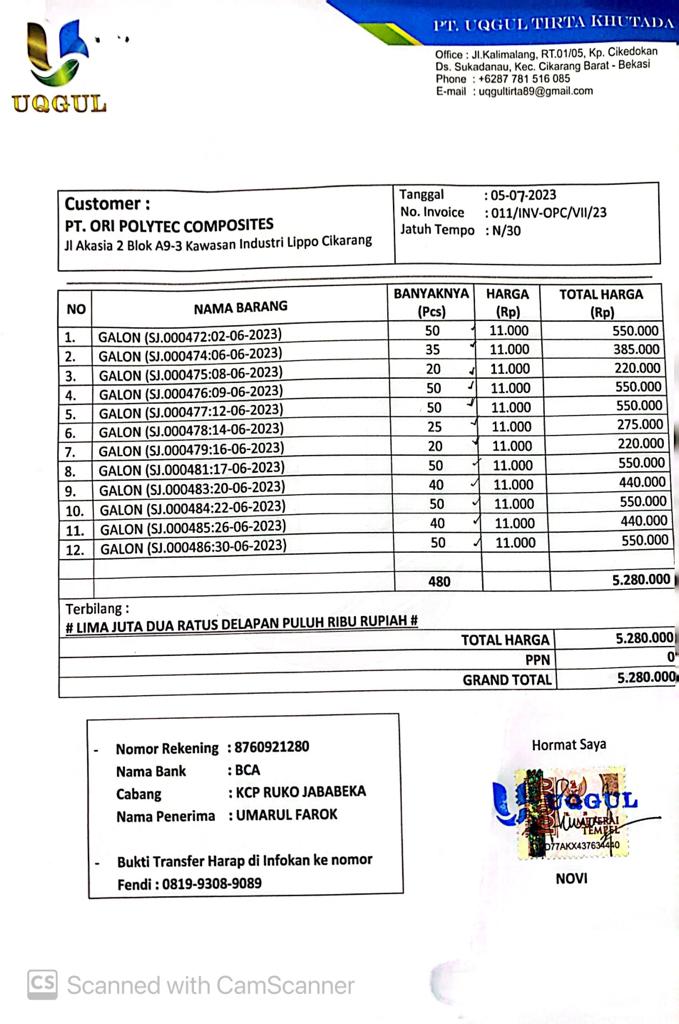 PT. UQGUL TIRTA KHUTADA
UQGUL
Office : Jl.Kalimalang, RT.01/05, Kp. Cikedokan
Ds. Sukadanau, Kec. Cikarang Barat - Bekasi
Phone : +6287 781 516 085
E-mail : uqgultirta89@gmail.com
Customer :
PT. ORI POLYTEC COMPOSITES
Jl Akasia 2 Blok A9-3 Kawasan Industri Lippo Cikarang
Tanggal : 05-07-2023
No. Invoice : 011/INV-OPC/VII/23
Jatuh Tempo : N/30
NO NAMA BARANG BANYAKNYA (Pcs) HARGA (Rp) TOTAL HARGA (Rp)
1. GALON (SJ.000472:02-06-2023) 50 11.000 550.000
2. GALON (SJ.000474:06-06-2023) 35 11.000 385.000
3. GALON (SJ.000475:08-06-2023) 20 11.000 220.000
4. GALON (SJ.000476:09-06-2023) 50 11.000 550.000
5. GALON (SJ.000477:12-06-2023) 50 11.000 550.000
6. GALON (SJ.000478:14-06-2023) 25 11.000 275.000
7. GALON (SJ.000479:16-06-2023) 20 11.000 220.000
8. GALON (SJ.000481:17-06-2023) 50 11.000 550.000
9. GALON (SJ.000483:20-06-2023) 40 11.000 440.000
10. GALON (SJ.000484:22-06-2023) 50 11.000 550.000
11. GALON (SJ.000485:26-06-2023) 40 11.000 440.000
12. GALON (SJ.000486:30-06-2023) 50 11.000 550.000
480 5.280.000
Terbilang :
# LIMA JUTA DUA RATUS DELAPAN PULUH RIBU RUPIAH #
TOTAL HARGA 5.280.000
PPN 0
GRAND TOTAL 5.280.000
- Nomor Rekening : 8760921280
Nama Bank : BCA
Cabang : KCP RUKO JABABEKA
Nama Penerima : UMARUL FAROK
- Bukti Transfer Harap di Infokan ke nomor
Fendi : 0819-9308-9089
Hormat Saya
UQGUL
TEMPEL
D77AKX437634440
NOVI
CS Scanned with CamScanner